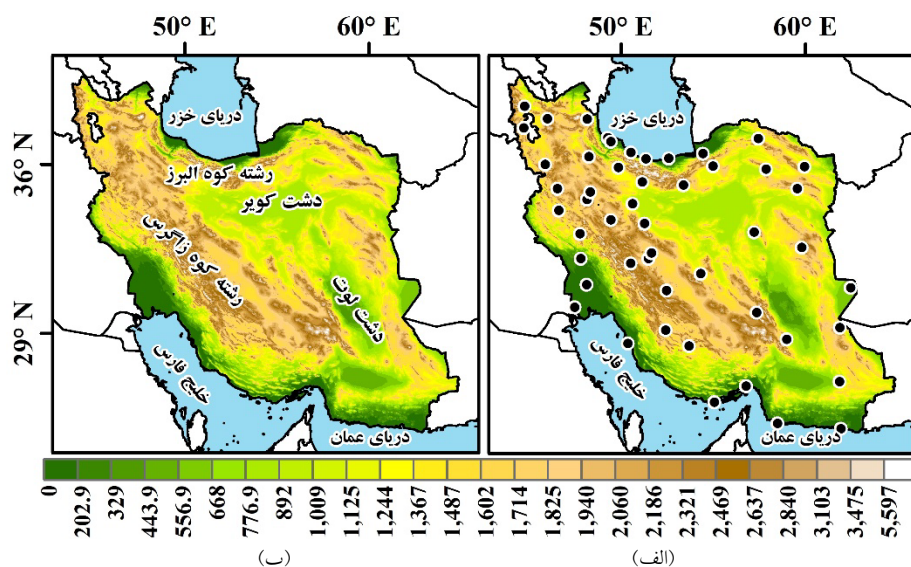 50° E 60° E 50° E 60° E
دریای خزر
دریای خزر
36° N
رشته کوه البرز
36° N
دشت کویر
رشته کوه زاگرس
دشت لوت
29° N
29° N
خلیج فارس
خلیج فارس
دریای عمان
دریای عمان
0 202.9 329 443.9 556.9 668 776.9 892 1,009 1,125 1,244 1,367 1,487 1,602 1,714 1,825 1,940 2,060 2,186 2,321 2,469 2,637 2,840 3,103 3,475 5,597
(الف)
(ب)